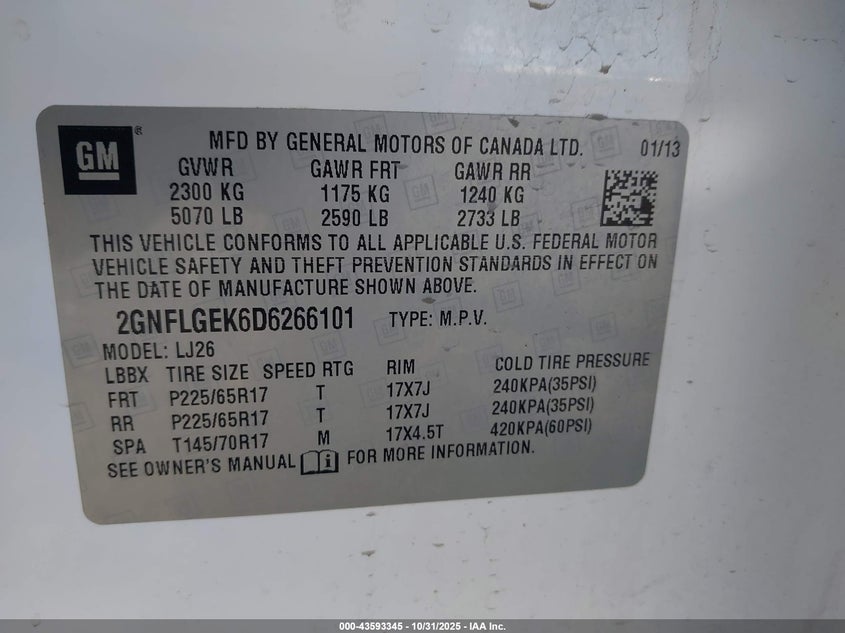 GM ®
MFD BY GENERAL MOTORS OF CANADA LTD. 01/13
GVWR GAWR FRT GAWR RR
2300 KG 1175 KG 1240 KG
5070 LB 2590 LB 2733 LB
THIS VEHICLE CONFORMS TO ALL APPLICABLE U.S. FEDERAL MOTOR
VEHICLE SAFETY AND THEFT PREVENTION STANDARDS IN EFFECT ON
THE DATE OF MANUFACTURE SHOWN ABOVE.
2GNFLGEK6D6266101 TYPE: M.P.V.
MODEL: LJ26
LBBX TIRE SIZE SPEED RTG RIM COLD TIRE PRESSURE
FRT P225/65R17 T 17X7J 240KPA(35PSI)
RR P225/65R17 T 17X7J 240KPA(35PSI)
SPA T145/70R17 M 17X4.5T 420KPA(60PSI)
SEE OWNER'S MANUAL i FOR MORE INFORMATION.
000-43593345 - 10/31/2025 - IAA Inc.